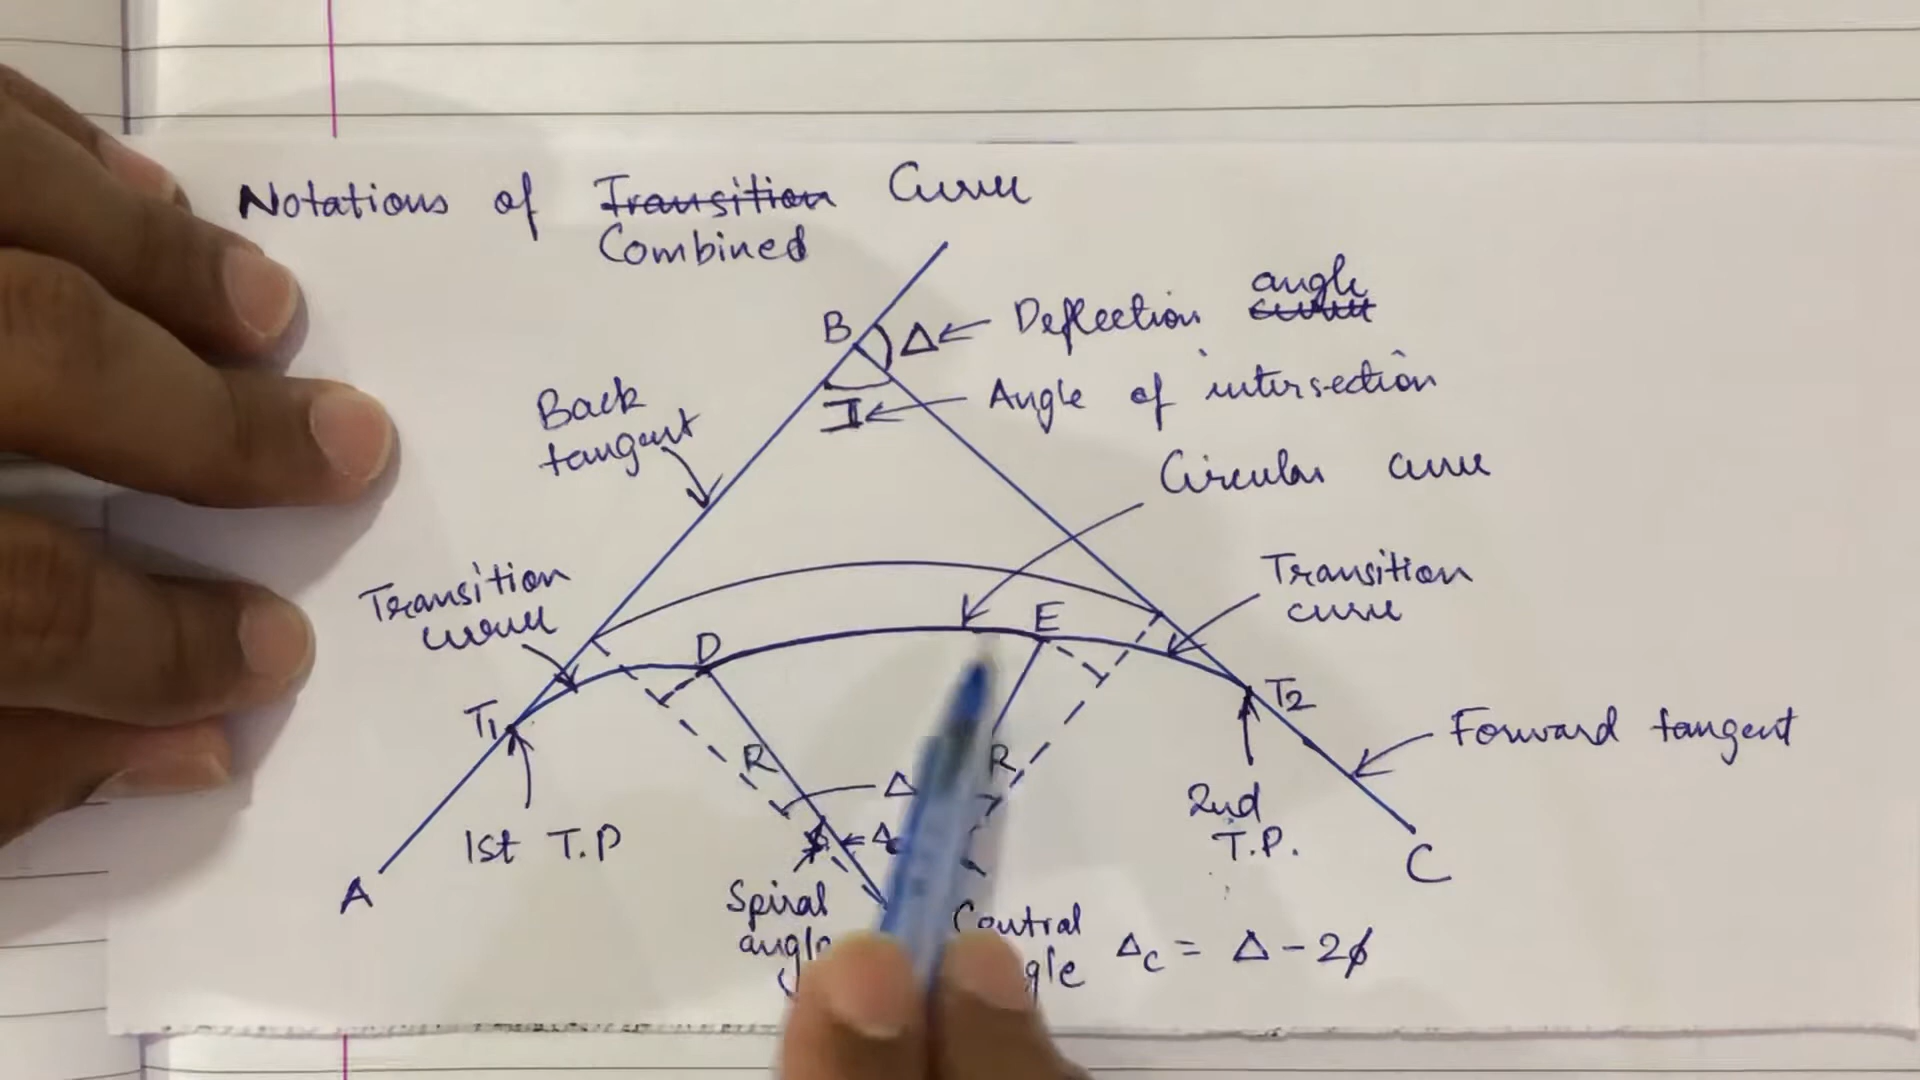 Notations of Transition Curve
Combined
B
Δ
Deflection curve
angle
I
Angle of intersection
Back
tangent
Circular curve
Transition
curve
Transition
curve
D
E
T1
T2
Forward tangent
R
R
Δ
1st T.P
2nd
T.P.
ϕ
A
C
Spiral
Central
Δc = Δ - 2ϕ